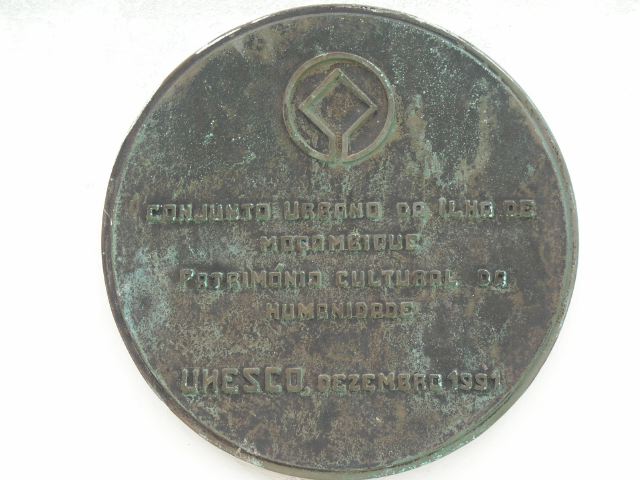 CONJUNTO URBANO DA ILHA DE
MOÇAMBIQUE
PATRIMÓNIO CULTURAL DA
HUMANIDADE
UNESCO, DEZEMBRO 1991